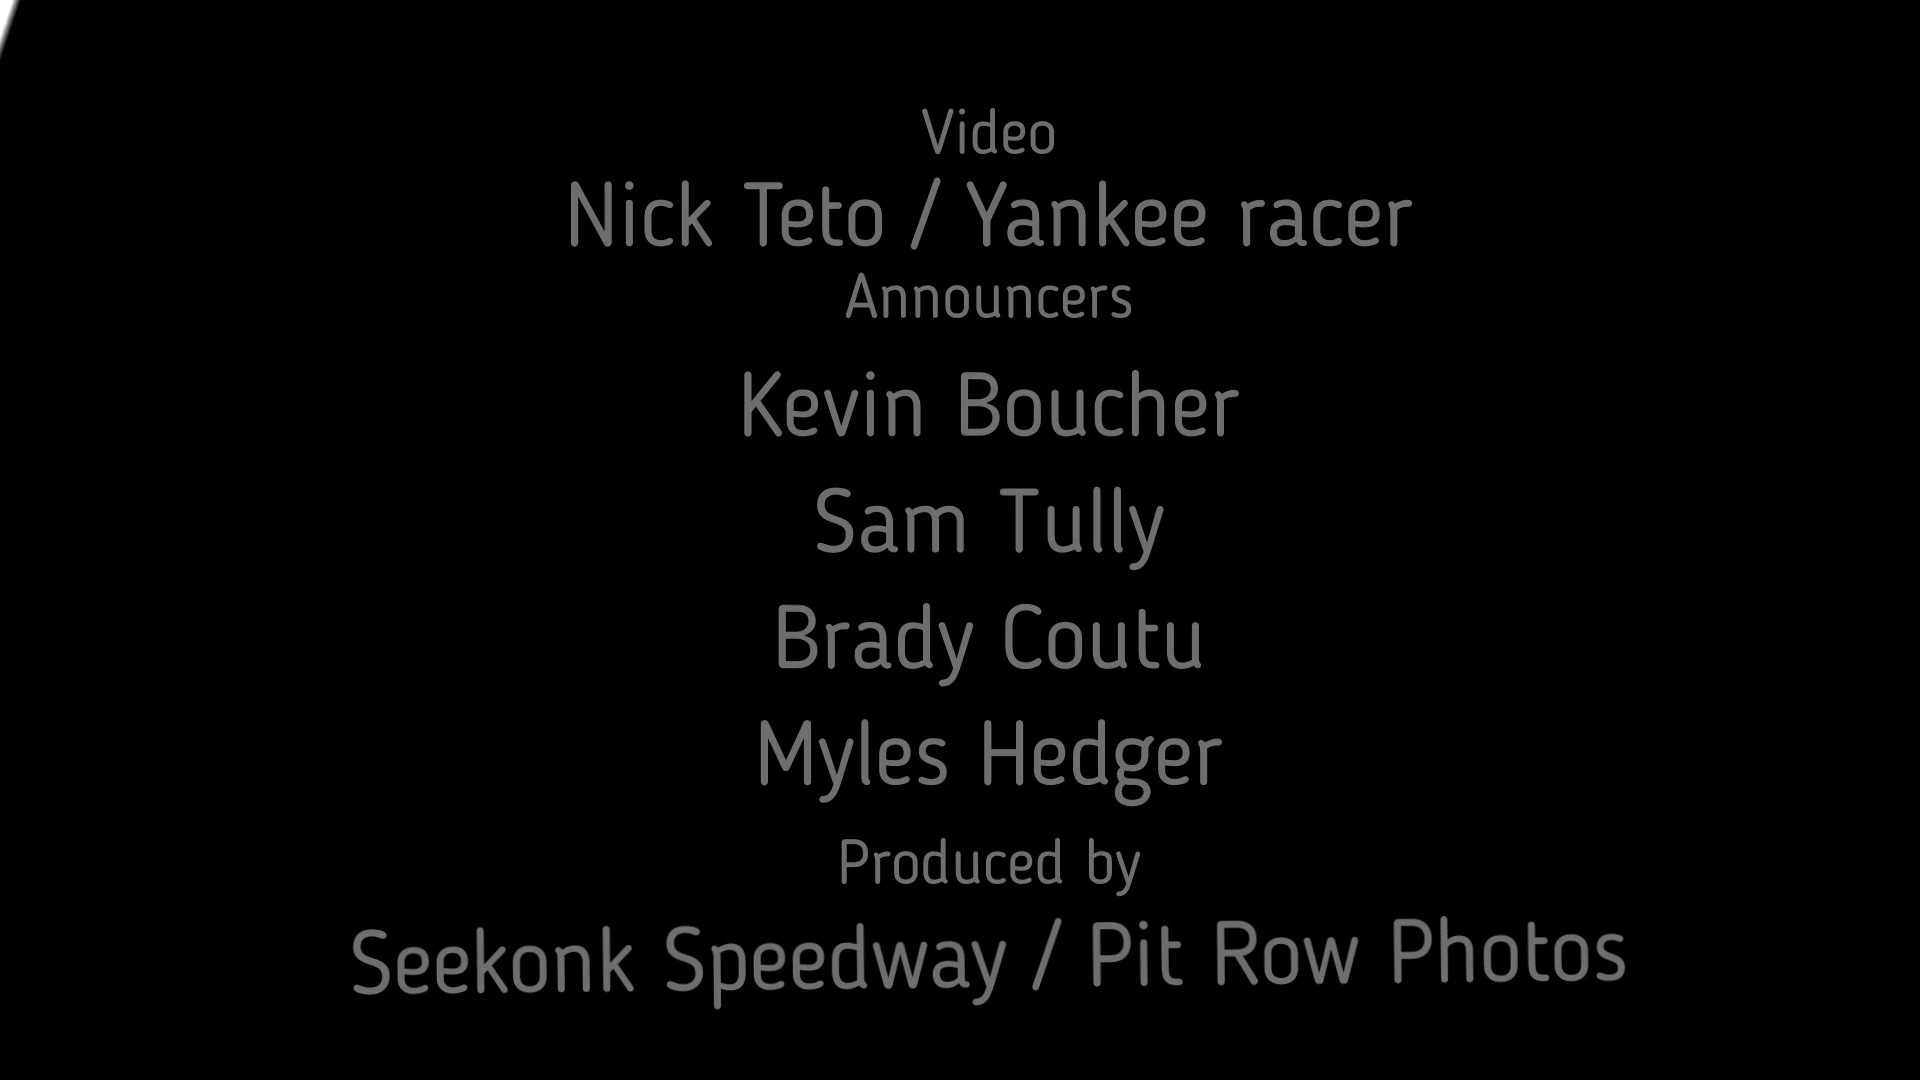 Video
Nick Teto / Yankee racer
Announcers
Kevin Boucher
Sam Tully
Brady Coutu
Myles Hedger
Produced by
Seekonk Speedway / Pit Row Photos